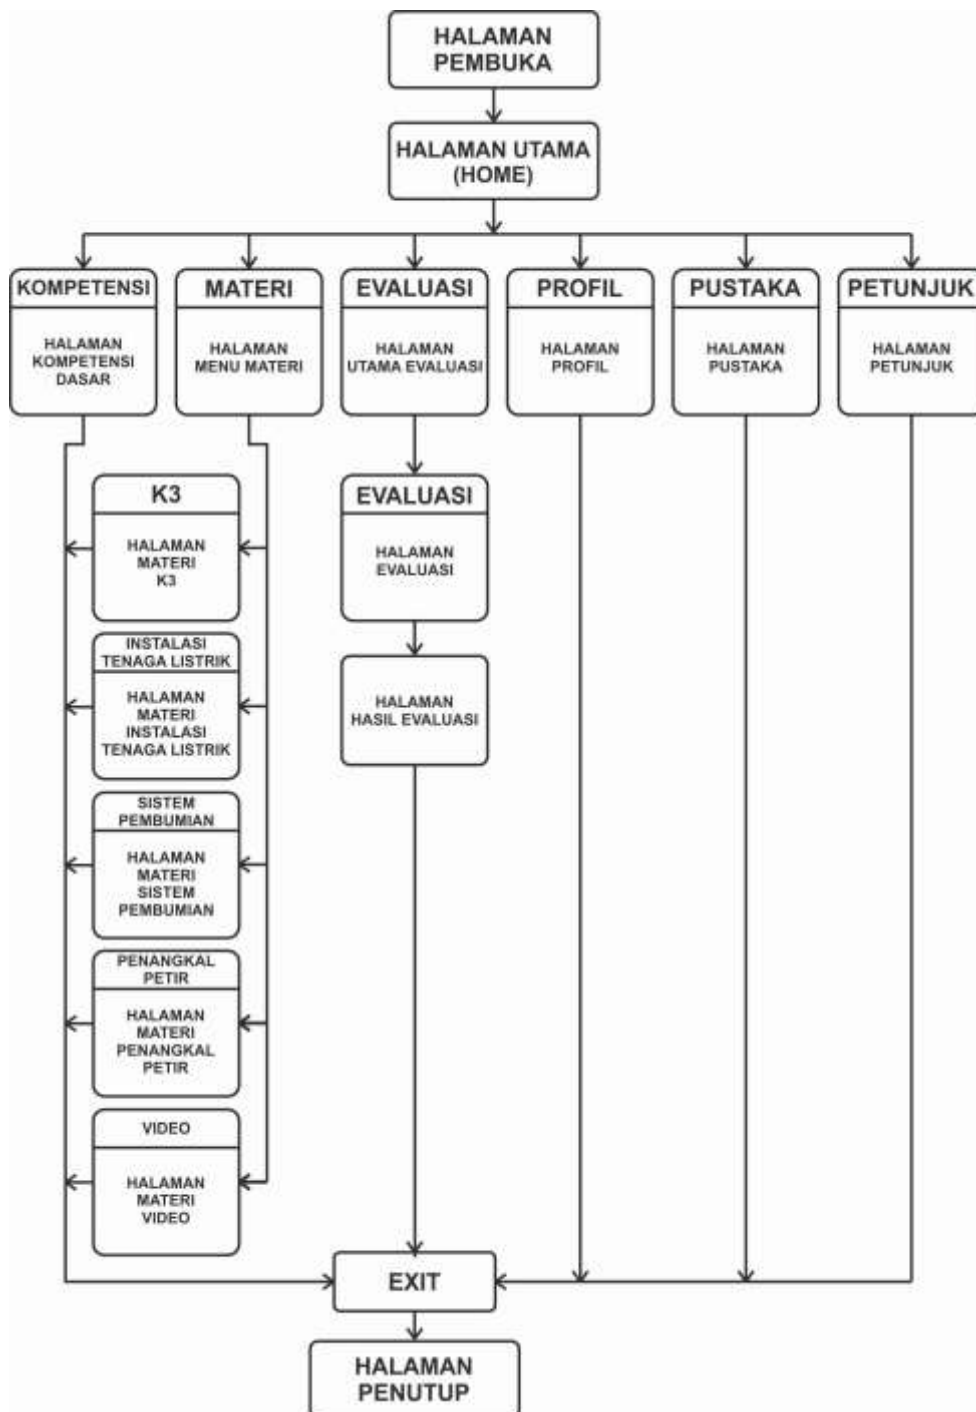 HALAMAN
PEMBUKA
HALAMAN UTAMA
(HOME)
KOMPETENSI
HALAMAN
KOMPETENSI
DASAR
MATERI
HALAMAN
MENU MATERI
EVALUASI
HALAMAN
UTAMA EVALUASI
PROFIL
HALAMAN
PROFIL
PUSTAKA
HALAMAN
PUSTAKA
PETUNJUK
HALAMAN
PETUNJUK
K3
HALAMAN
MATERI
K3
EVALUASI
HALAMAN
EVALUASI
INSTALASI
TENAGA LISTRIK
HALAMAN
MATERI
INSTALASI
TENAGA LISTRIK
HALAMAN
HASIL EVALUASI
SISTEM
PEMBUMIAN
HALAMAN
MATERI
SISTEM
PEMBUMIAN
PENANGKAL
PETIR
HALAMAN
MATERI
PENANGKAL
PETIR
VIDEO
HALAMAN
MATERI
VIDEO
EXIT
HALAMAN
PENUTUP